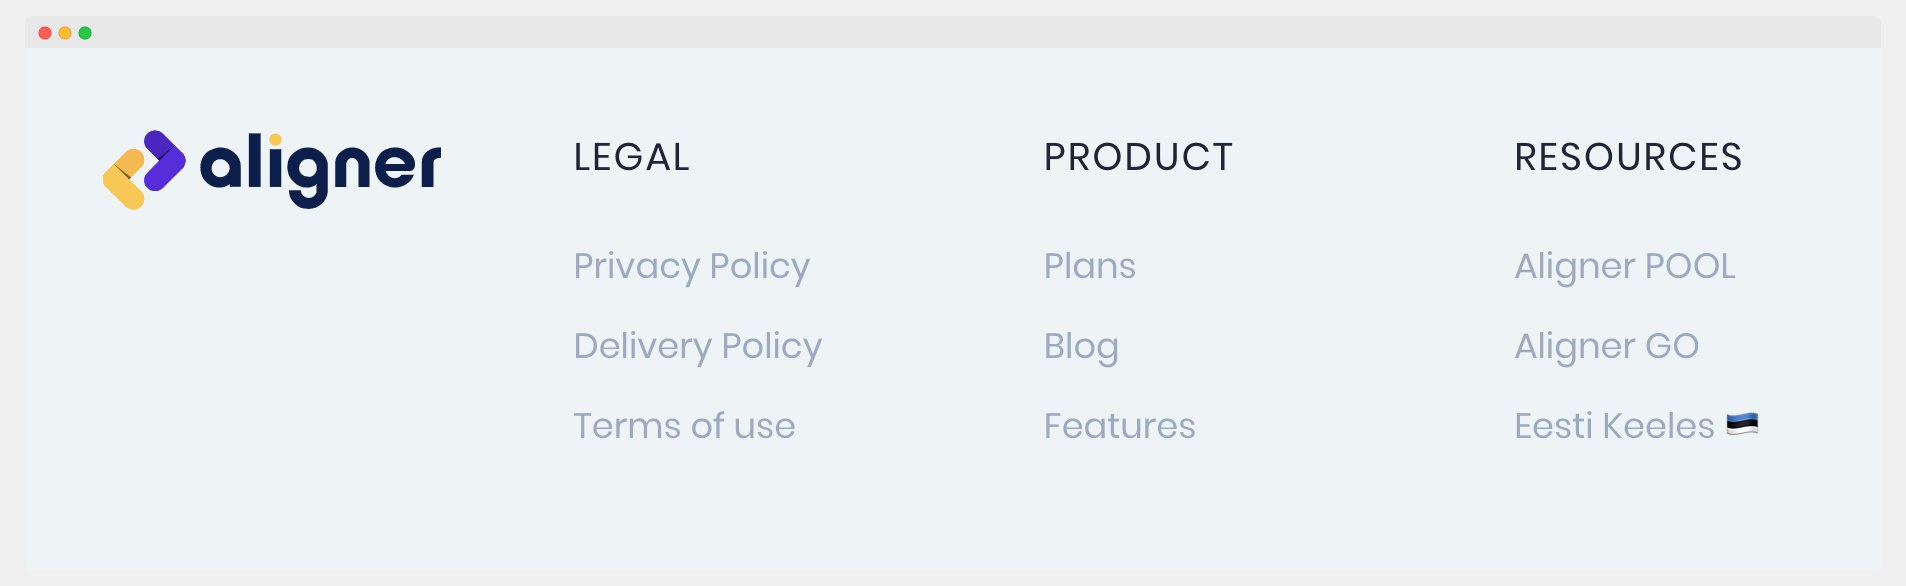 aligner
LEGAL
Privacy Policy
Delivery Policy
Terms of use
PRODUCT
Plans
Blog
Features
RESOURCES
Aligner POOL
Aligner GO
Eesti Keeles 🇪🇪